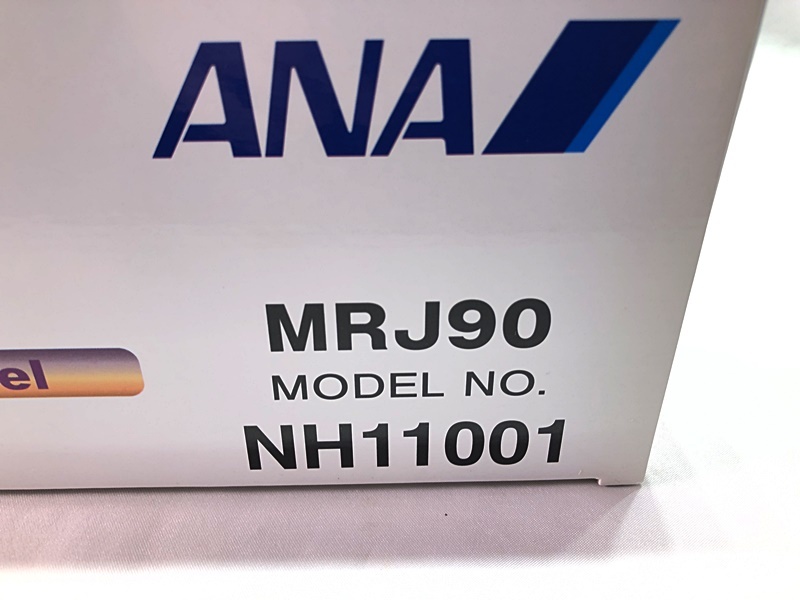 ANA
MRJ90
el
MODEL NO.
NH11001